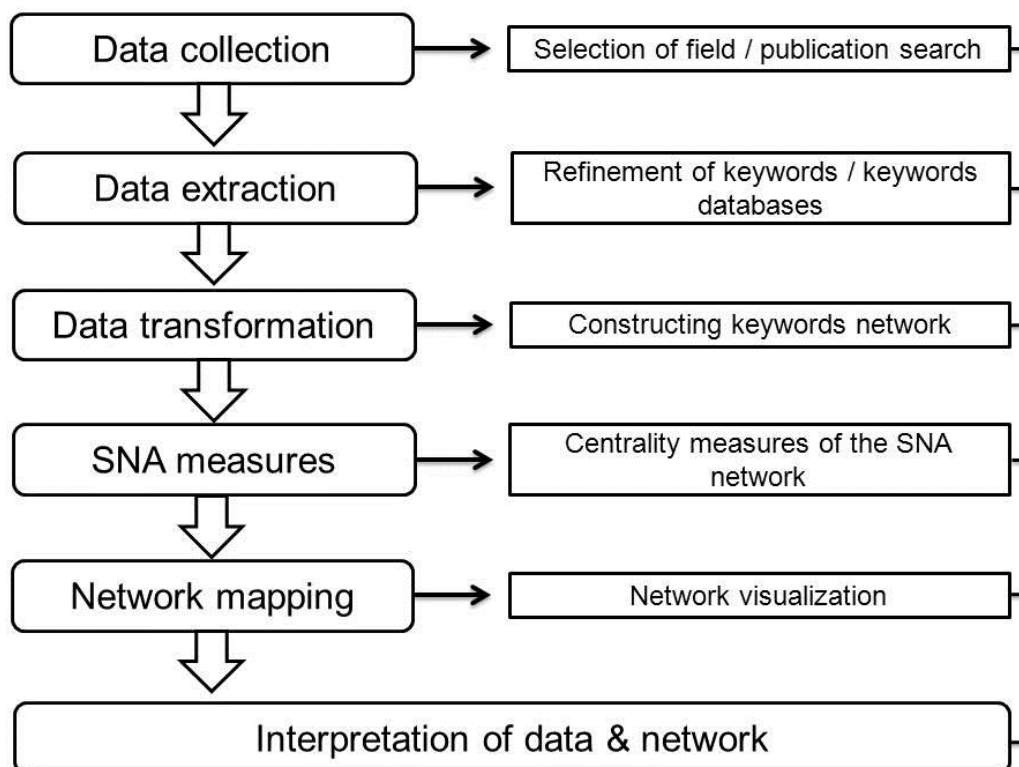 Data collection
Selection of field / publication search
Data extraction
Refinement of keywords / keywords
databases
Data transformation
Constructing keywords network
SNA measures
Centrality measures of the SNA
network
Network mapping
Network visualization
Interpretation of data & network